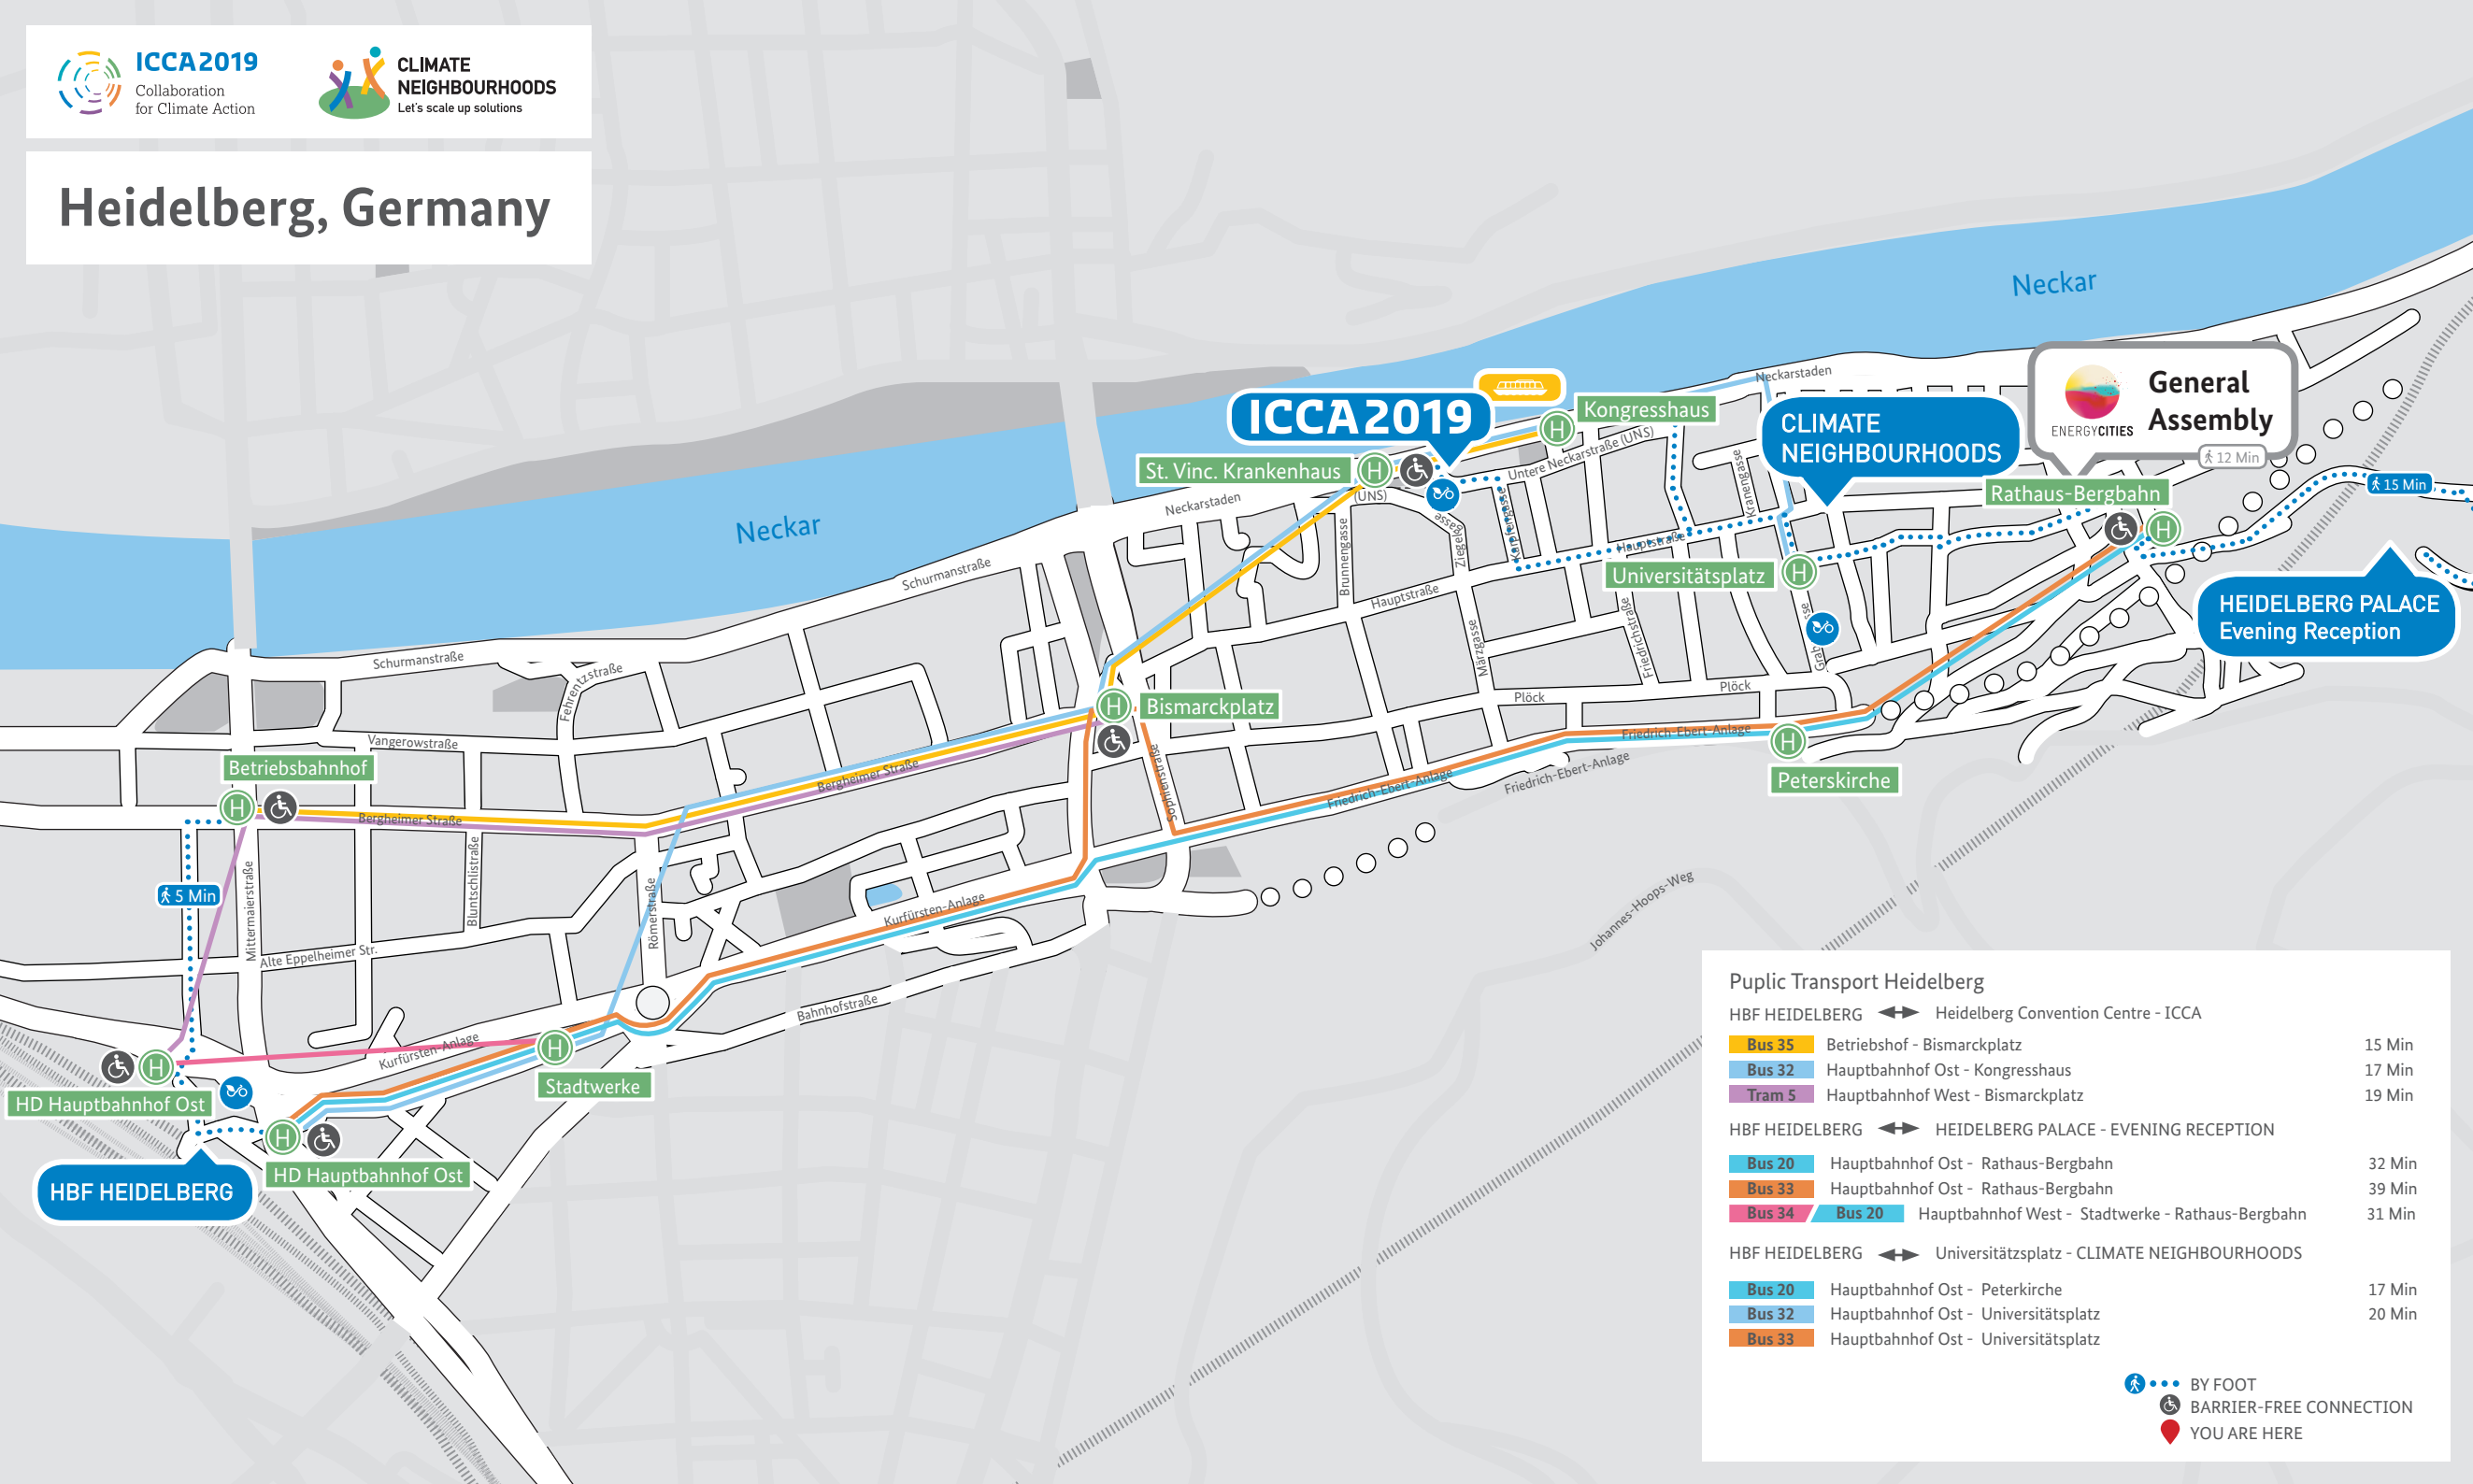 ICCA2019
Collaboration
for Climate Action
CLIMATE
NEIGHBOURHOODS
Let's scale up solutions
Heidelberg, Germany
Neckar
Neckar
Neckarstaden
ICCA2019
Kongresshaus
CLIMATE
NEIGHBOURHOODS
ENERGYCITIES
General
Assembly
12 Min
15 Min
St. Vinc. Krankenhaus
(UNS)
Untere Neckarstraße (UNS)
Kranengasse
Rathaus-Bergbahn
Neckarstaden
Brunnengasse
Ziegelgasse
Karpfengasse
Hauptstraße
Hauptstraße
Universitätsplatz
Schurmanstraße
Schurmanstraße
Fehrentzstraße
Märzgasse
Friedrichstraße
Grab
HEIDELBERG PALACE
Evening Reception
Plöck
Plöck
Bismarckplatz
Vangerowstraße
Betriebsbahnhof
Bergheimer Straße
Bergheimer Straße
Sophienstraße
Friedrich-Ebert-Anlage
Friedrich-Ebert-Anlage
Friedrich-Ebert-Anlage
Peterskirche
5 Min
Mittermaierstraße
Bluntschlistraße
Römerstraße
Kurfürsten-Anlage
Alte Eppelheimer Str.
Johannes-Hoops-Weg
Bahnhofstraße
Kurfürsten-Anlage
Stadtwerke
HD Hauptbahnhof Ost
HD Hauptbahnhof Ost
HBF HEIDELBERG
Puplic Transport Heidelberg
HBF HEIDELBERG Heidelberg Convention Centre - ICCA
Bus 35 Betriebshof - Bismarckplatz 15 Min
Bus 32 Hauptbahnhof Ost - Kongresshaus 17 Min
Tram 5 Hauptbahnhof West - Bismarckplatz 19 Min
HBF HEIDELBERG HEIDELBERG PALACE - EVENING RECEPTION
Bus 20 Hauptbahnhof Ost - Rathaus-Bergbahn 32 Min
Bus 33 Hauptbahnhof Ost - Rathaus-Bergbahn 39 Min
Bus 34 Bus 20 Hauptbahnhof West - Stadtwerke - Rathaus-Bergbahn 31 Min
HBF HEIDELBERG Universitätzsplatz - CLIMATE NEIGHBOURHOODS
Bus 20 Hauptbahnhof Ost - Peterkirche 17 Min
Bus 32 Hauptbahnhof Ost - Universitätsplatz 20 Min
Bus 33 Hauptbahnhof Ost - Universitätsplatz
BY FOOT
BARRIER-FREE CONNECTION
YOU ARE HERE
H
H
H
H
H
H
H
H
H
H